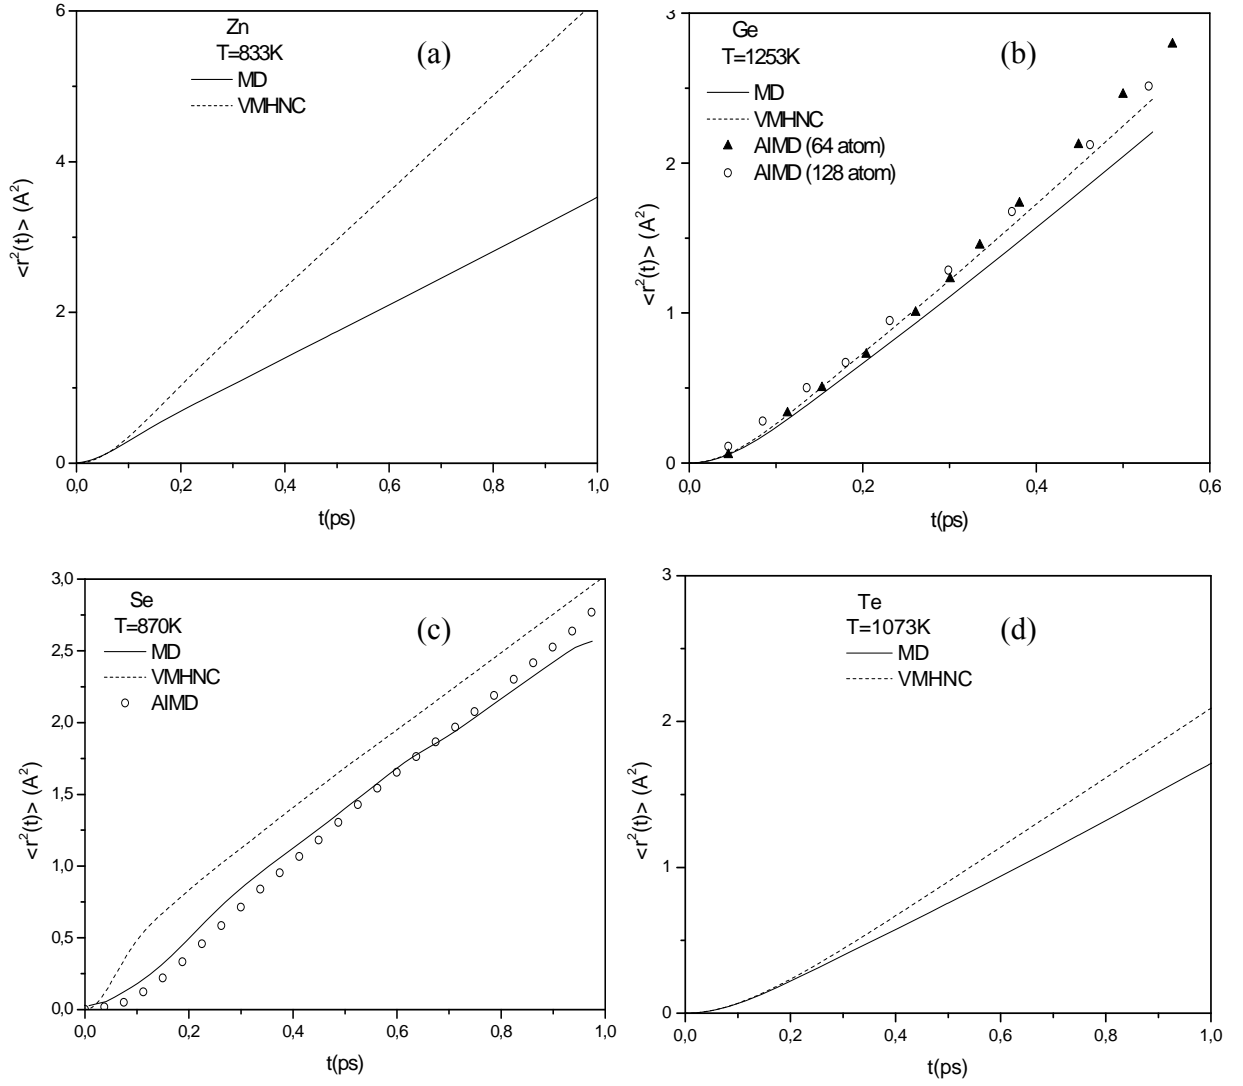 Zn
T=833K
MD
VMHNC
(a)
6
4
2
0
<r²(t)> (A²)
0,0 0,2 0,4 0,6 0,8 1,0
t(ps)
Ge
T=1253K
MD
VMHNC
AIMD (64 atom)
AIMD (128 atom)
(b)
3
2
1
0
<r²(t)> (A²)
0,0 0,2 0,4 0,6
t(ps)
Se
T=870K
MD
VMHNC
AIMD
(c)
3,0
2,5
2,0
1,5
1,0
0,5
0,0
<r²(t)> (A²)
0,0 0,2 0,4 0,6 0,8 1,0
t(ps)
Te
T=1073K
MD
VMHNC
(d)
3
2
1
0
<r²(t)> (A²)
0,0 0,2 0,4 0,6 0,8 1,0
t(ps)